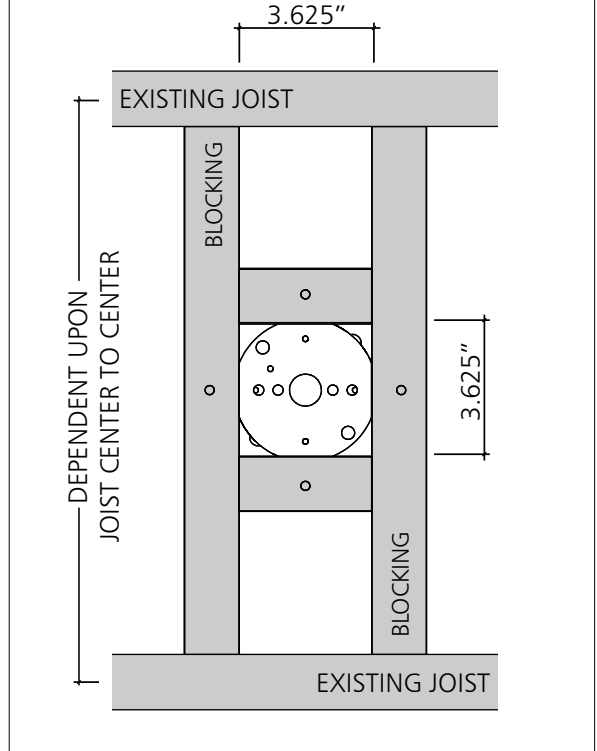 3.625”
EXISTING JOIST
BLOCKING
DEPENDENT UPON
JOIST CENTER TO CENTER
3.625”
BLOCKING
EXISTING JOIST